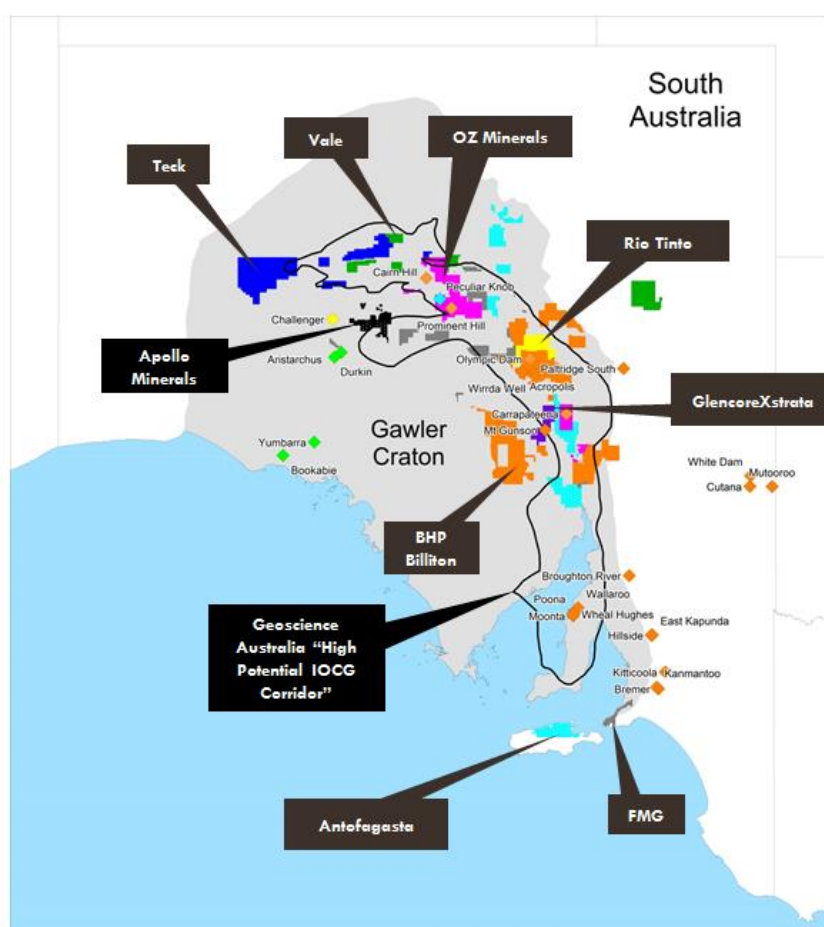 South
Australia
OZ Minerals
Vale
Teck
Rio Tinto
Cairn Hill
Peculiar Knob
Challenger
Prominent Hill
Apollo
Minerals
Aristarchus
Durkin
Olympic Dam
Paltridge South
Wirrda Well
Acropolis
GlencoreXstrata
Carrapateena
Mt Gunson
Gawler
Craton
Yumbarra
Bookabie
White Dam
Mutooroo
Cutana
BHP
Billiton
Broughton River
Poona
Wallaroo
Moonta
Wheal Hughes
Geoscience
Australia “High
Potential IOCG
Corridor”
East Kapunda
Hillside
Kitticoola
Kanmantoo
Bremer
Antofagasta
FMG